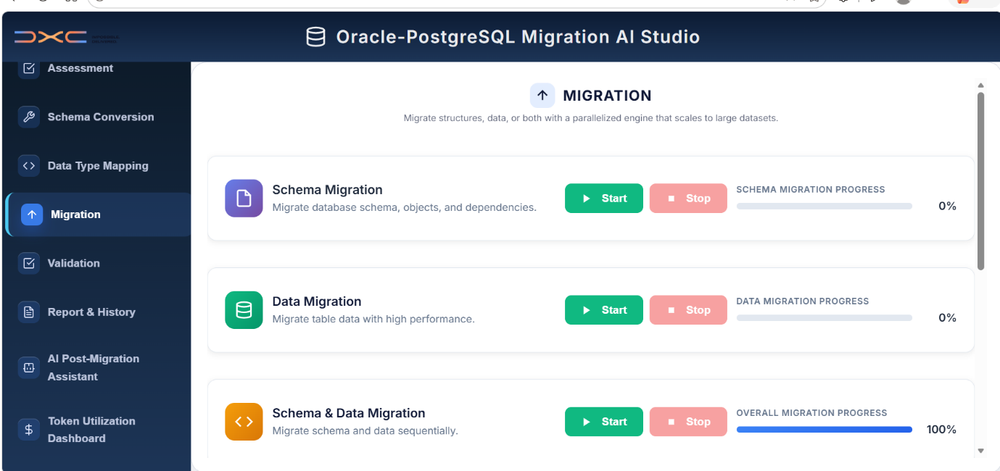 DXC
Oracle-PostgreSQL Migration AI Studio
Assessment
Schema Conversion
Data Type Mapping
Migration
Validation
Report & History
AI Post-Migration
Assistant
Token Utilization
Dashboard
MIGRATION
Migrate structures, data, or both with a parallelized engine that scales to large datasets.
Schema Migration
Migrate database schema, objects, and dependencies.
Start
Stop
SCHEMA MIGRATION PROGRESS
0%
Data Migration
Migrate table data with high performance.
Start
Stop
DATA MIGRATION PROGRESS
0%
Schema & Data Migration
Migrate schema and data sequentially.
Start
Stop
OVERALL MIGRATION PROGRESS
100%